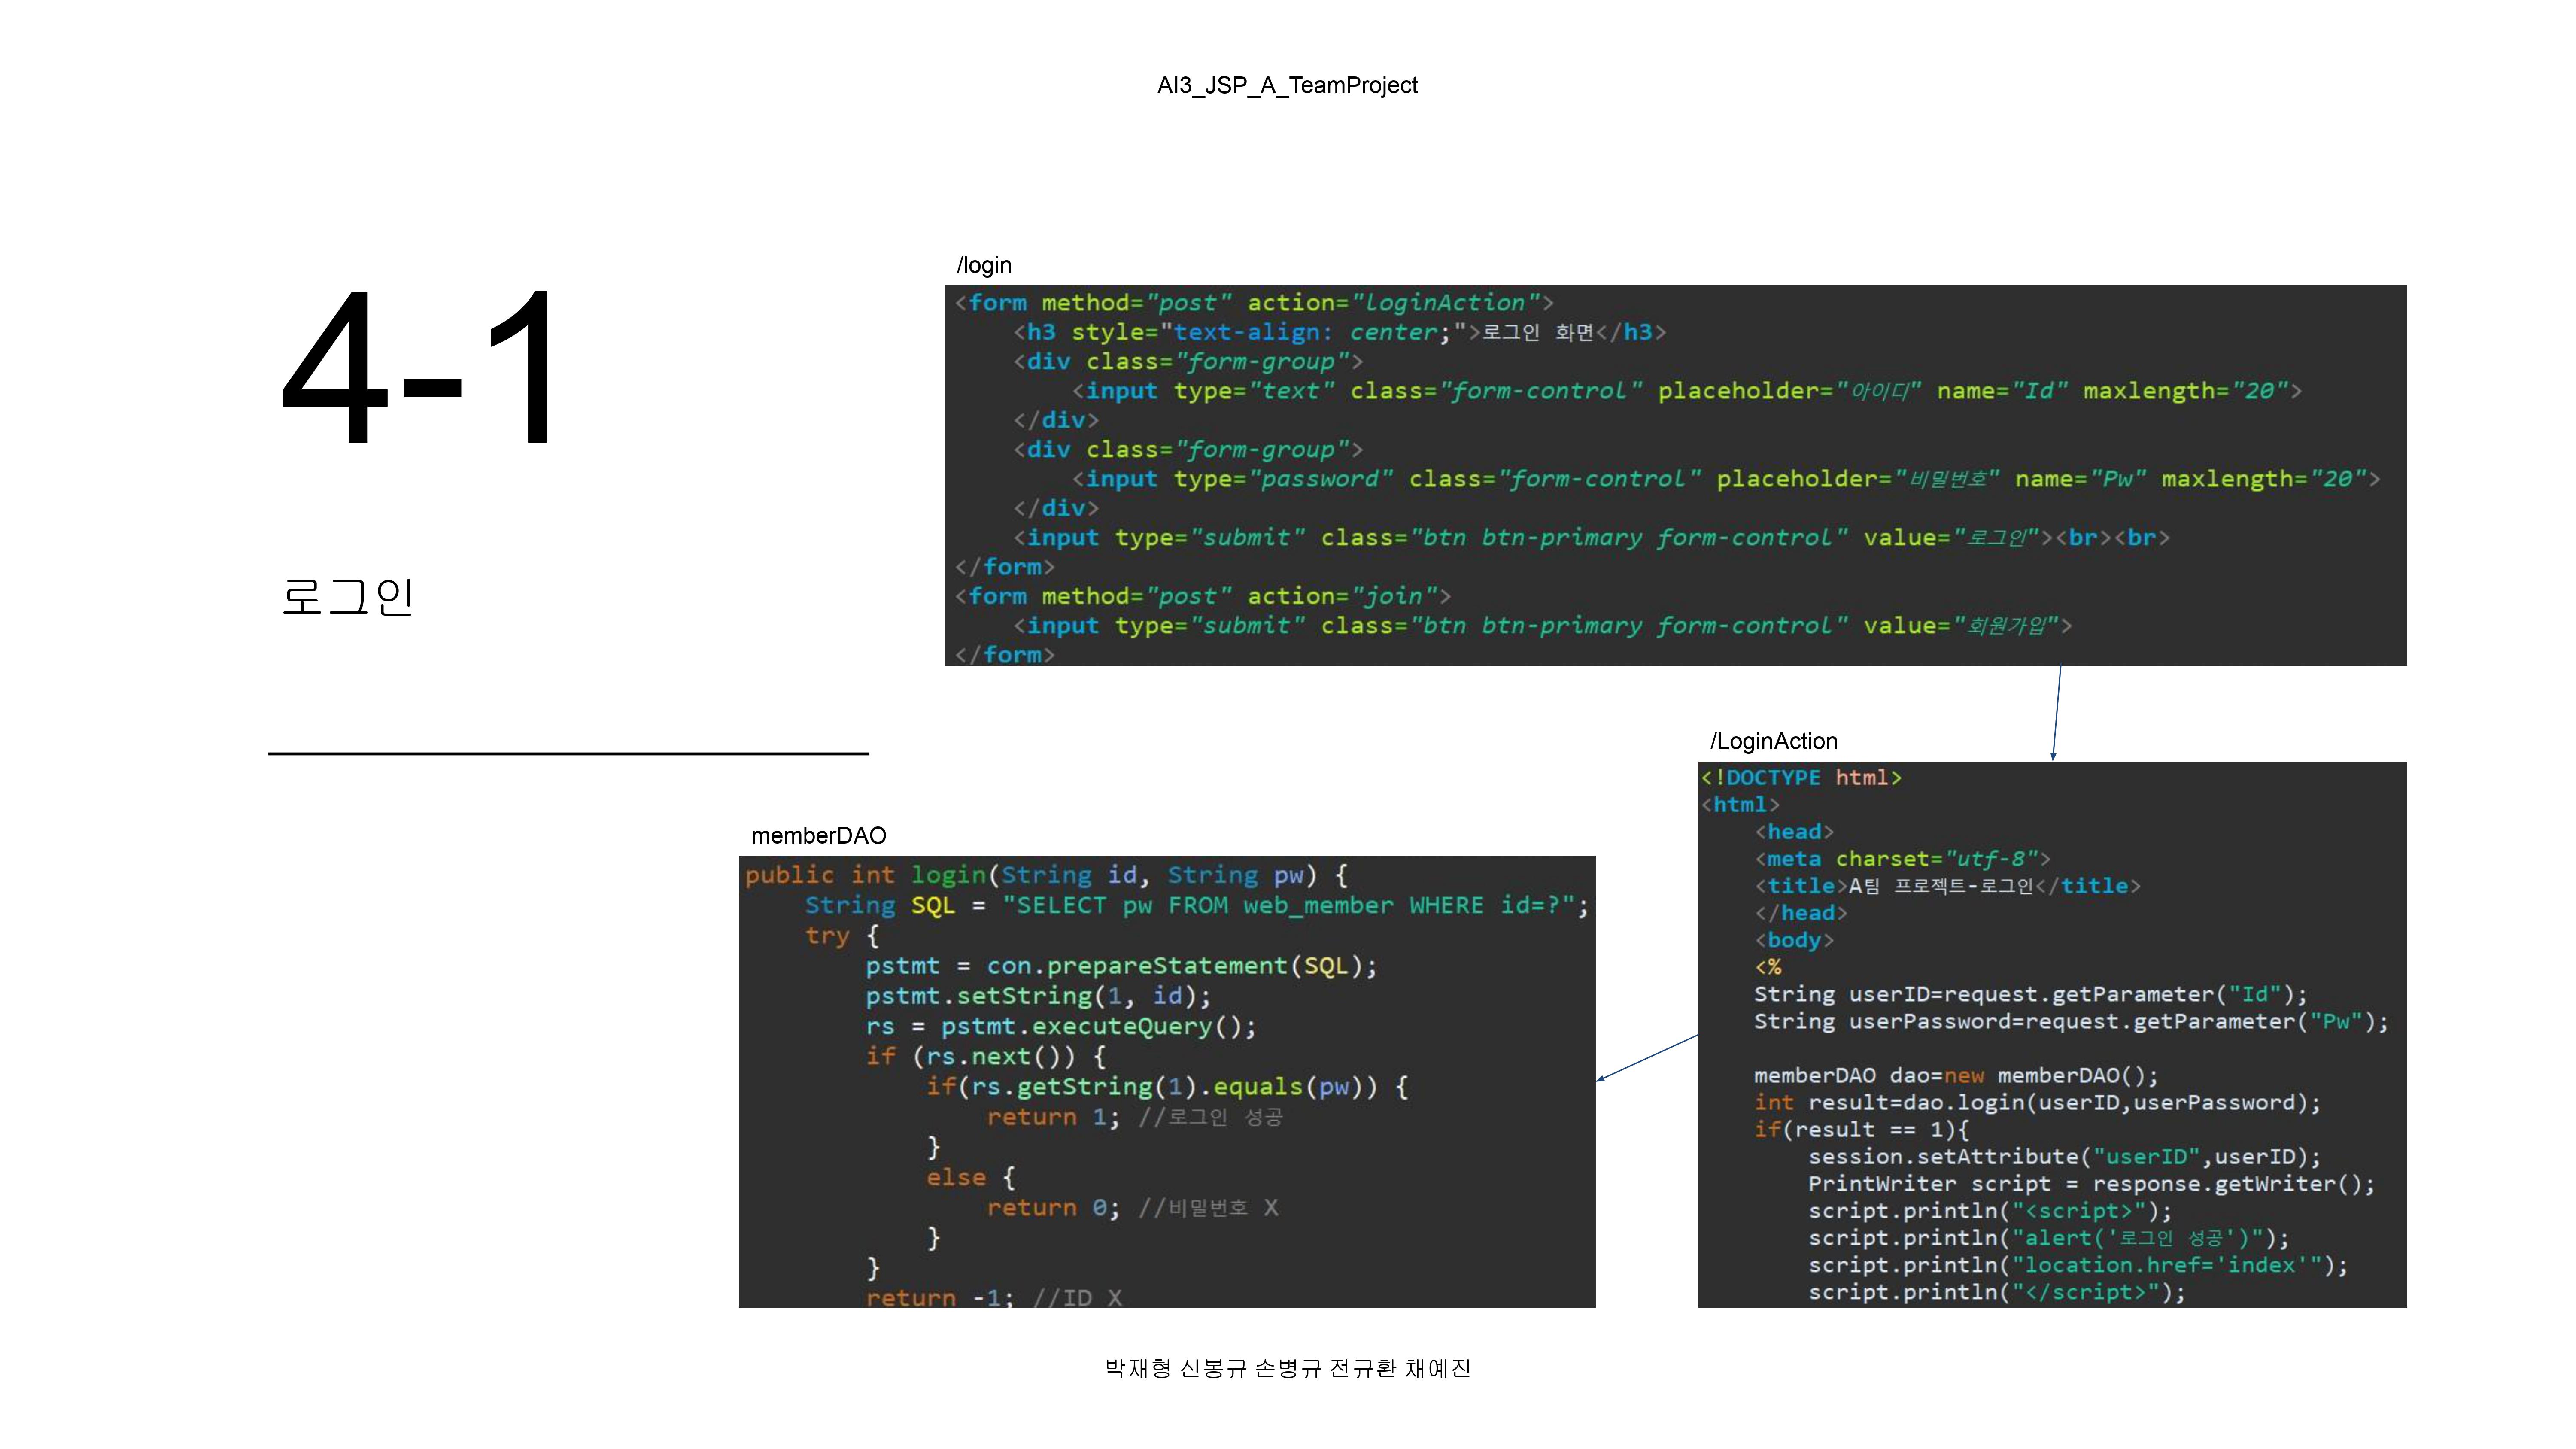 AI3_JSP_A_TeamProject
4-1
로그인
/login
<form method="post" action="loginAction">
<h3 style="text-align: center;">로그인 화면</h3>
<div class="form-group">
<input type="text" class="form-control" placeholder="아이디" name="Id" maxlength="20">
</div>
<div class="form-group">
<input type="password" class="form-control" placeholder="비밀번호" name="Pw" maxlength="20">
</div>
<input type="submit" class="btn btn-primary form-control" value="로그인"><br><br>
</form>
<form method="post" action="join">
<input type="submit" class="btn btn-primary form-control" value="회원가입">
</form>
/LoginAction
<!DOCTYPE html>
<html>
<head>
<meta charset="utf-8">
<title>A팀 프로젝트-로그인</title>
</head>
<body>
<%
String userID=request.getParameter("Id");
String userPassword=request.getParameter("Pw");
memberDAO dao=new memberDAO();
int result=dao.login(userID,userPassword);
if(result == 1){
session.setAttribute("userID",userID);
PrintWriter script = response.getWriter();
script.println("<script>");
script.println("alert('로그인 성공')");
script.println("location.href='index'");
script.println("</script>");
memberDAO
public int login(String id, String pw) {
String SQL = "SELECT pw FROM web_member WHERE id=?";
try {
pstmt = con.prepareStatement(SQL);
pstmt.setString(1, id);
rs = pstmt.executeQuery();
if (rs.next()) {
if(rs.getString(1).equals(pw)) {
return 1; //로그인 성공
}
else {
return 0; //비밀번호 X
}
}
return -1; //ID X
박재형 신봉규 손병규 전규환 채예진